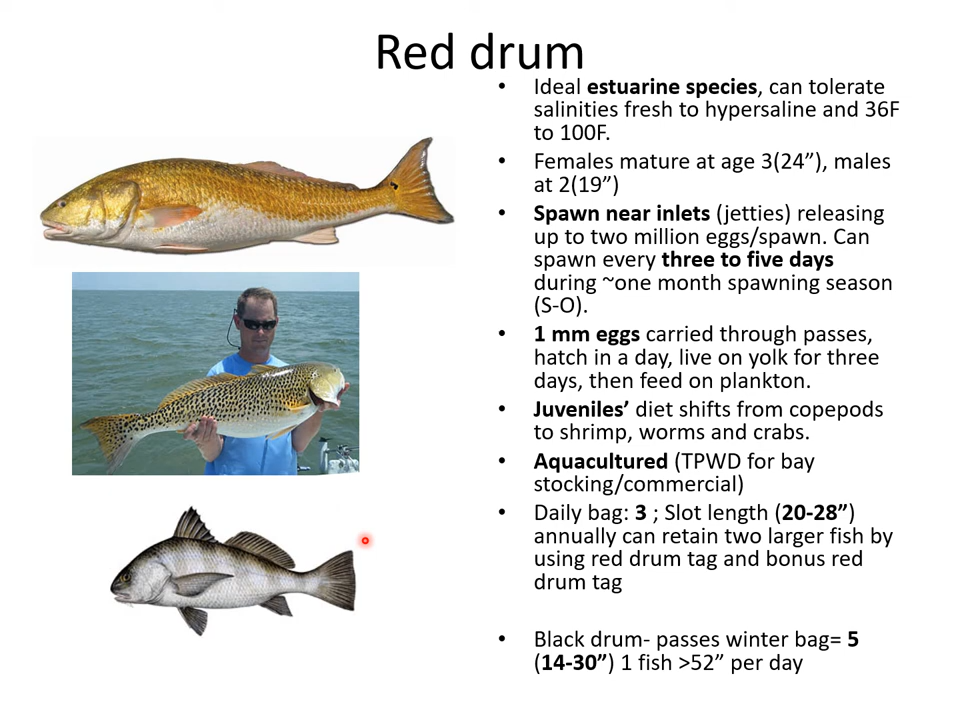 Red drum
• Ideal estuarine species, can tolerate
salinities fresh to hypersaline and 36F
to 100F.
• Females mature at age 3(24”), males
at 2(19”)
• Spawn near inlets (jetties) releasing
up to two million eggs/spawn. Can
spawn every three to five days
during ~one month spawning season
(S-O).
• 1 mm eggs carried through passes,
hatch in a day, live on yolk for three
days, then feed on plankton.
• Juveniles’ diet shifts from copepods
to shrimp, worms and crabs.
• Aquacultured (TPWD for bay
stocking/commercial)
• Daily bag: 3 ; Slot length (20-28”)
annually can retain two larger fish by
using red drum tag and bonus red
drum tag
• Black drum- passes winter bag= 5
(14-30”) 1 fish >52” per day